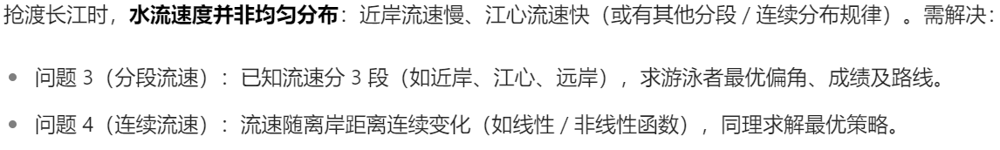 抢渡长江时，水流速度并非均匀分布：近岸流速慢、江心流速快（或有其他分段 / 连续分布规律）。需解决：
• 问题 3（分段流速）：已知流速分 3 段（如近岸、江心、远岸），求游泳者最优偏角、成绩及路线。
• 问题 4（连续流速）：流速随离岸距离连续变化（如线性 / 非线性函数），同理求解最优策略。